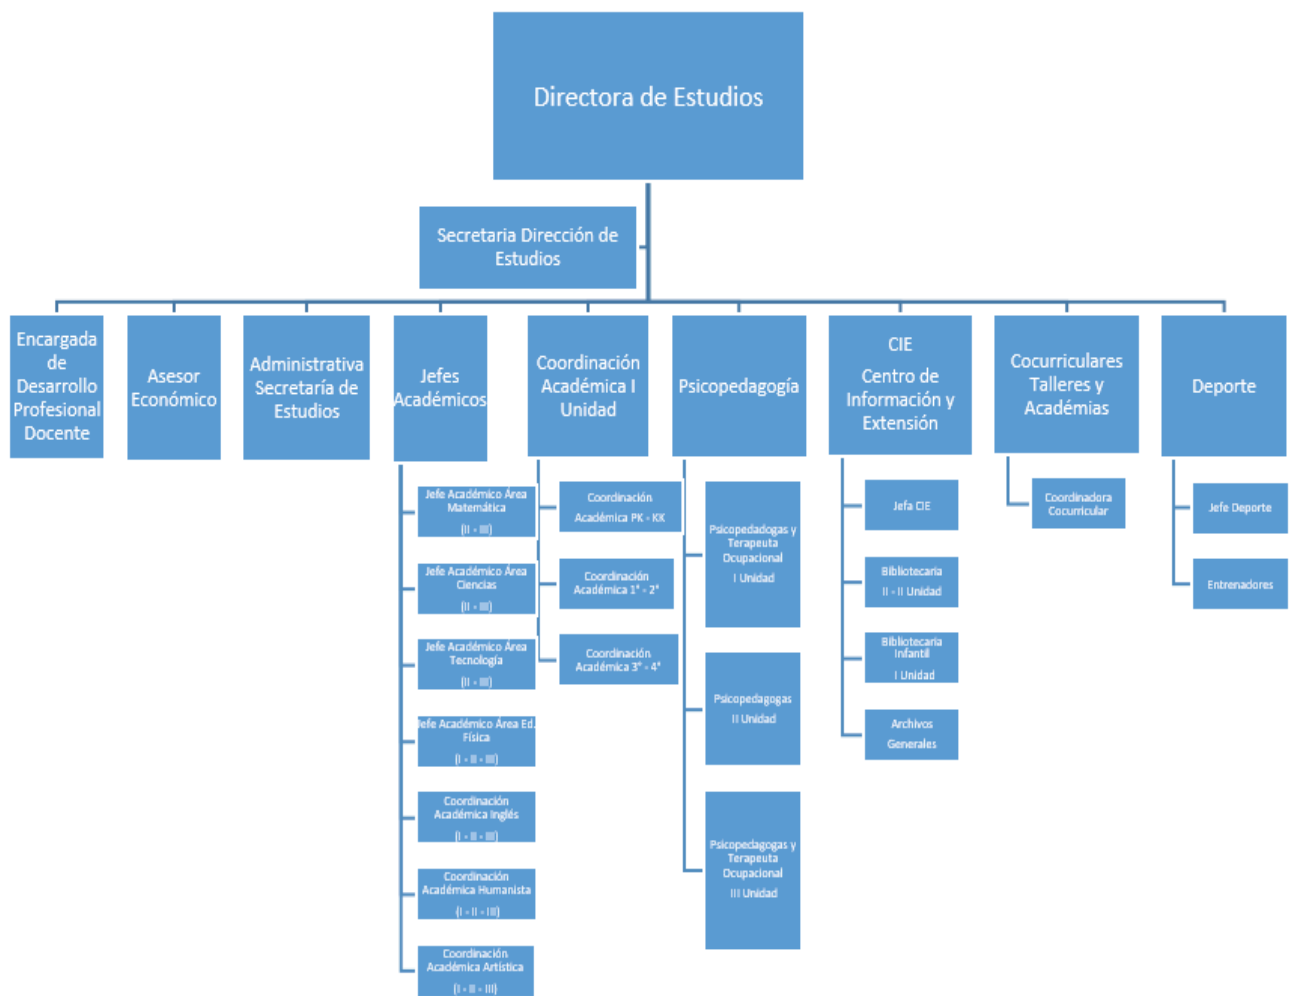 Directora de Estudios
Secretaria Dirección de
Estudios
Encargada
de
Desarrollo
Profesional
Docente
Asesor
Económico
Administrativa
Secretaría de
Estudios
Jefes
Académicos
Coordinación
Académica I
Unidad
Psicopedagogía
CIE
Centro de
Información y
Extensión
Cocurriculares
Talleres y
Académias
Deporte
Jefe Académico Área
Matemática
(II - III)
Jefe Académico Área
Ciencias
(II - III)
Jefe Académico Área
Tecnología
(II - III)
Jefe Académico Área Ed.
Física
(I - II - III)
Coordinación
Académica Inglés
(I - II - III)
Coordinación
Académica Humanista
(I - II - III)
Coordinación
Académica Artística
(I - II - III)
Coordinación
Académica PK - KK
Coordinación
Académica 1° - 2°
Coordinación
Académica 3° - 4°
Psicopedadogas y
Terapeuta
Ocupacional
I Unidad
Psicopedagogas
II Unidad
Psicopedagogas y
Terapeuta
Ocupacional
III Unidad
Jefa CIE
Bibliotecaria
II - II Unidad
Bibliotecaria
Infantil
I Unidad
Archivos
Generales
Coordinadora
Cocurricular
Jefe Deporte
Entrenadores